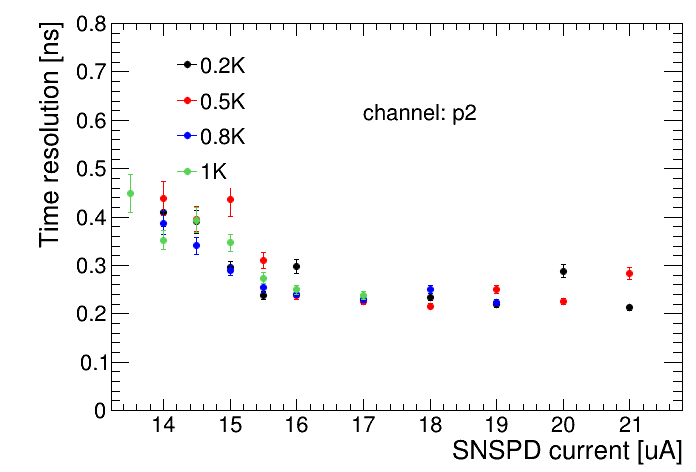 0.8
0.7
0.6
0.5
0.4
0.3
0.2
0.1
0
Time resolution [ns]
0.2K
0.5K
0.8K
1K
channel: p2
14 15 16 17 18 19 20 21
SNSPD current [uA]